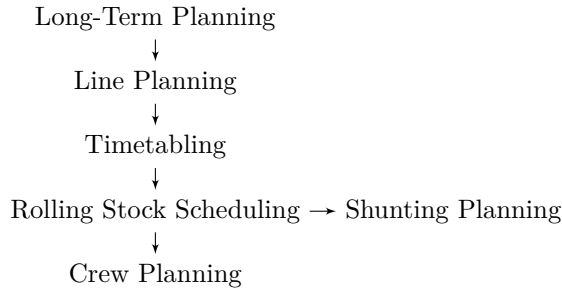 Long-Term Planning
Line Planning
Timetabling
Rolling Stock Scheduling → Shunting Planning
Crew Planning